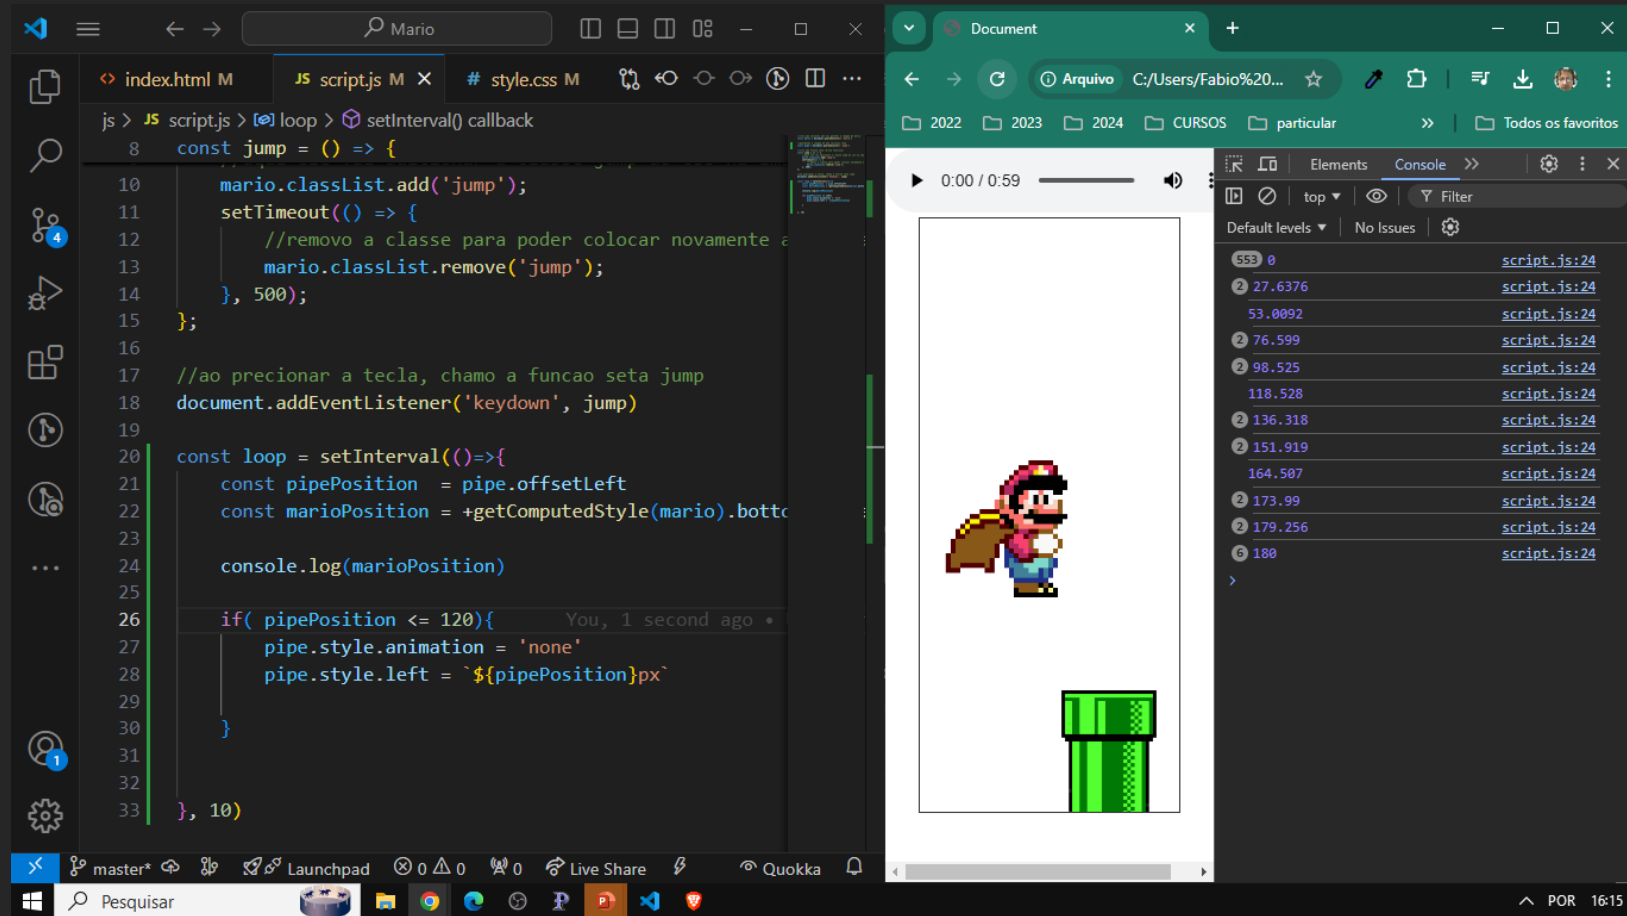 Mario
index.html M
JS script.js M
# style.css M
js > JS script.js > loop > setInterval() callback
8 const jump = () => {
10 mario.classList.add('jump');
11 setTimeout(() => {
12 //removo a classe para poder colocar novamente a
13 mario.classList.remove('jump');
14 }, 500);
15 };
16
17 //ao precionar a tecla, chamo a funcao seta jump
18 document.addEventListener('keydown', jump)
19
20 const loop = setInterval(()=>{
21 const pipePosition = pipe.offsetLeft
22 const marioPosition = +getComputedStyle(mario).botto
23
24 console.log(marioPosition)
25
26 if( pipePosition <= 120){ You, 1 second ago •
27 pipe.style.animation = 'none'
28 pipe.style.left = `${pipePosition}px`
29
30 }
31
32
33 }, 10)
4
1
master* Launchpad 0 0 0 Live Share Quokka
Document
Arquivo C:/Users/Fabio%20...
2022 2023 2024 CURSOS particular » Todos os favoritos
0:00 / 0:59
Elements Console »
top Filter
Default levels No Issues
553 0 script.js:24
2 27.6376 script.js:24
53.0092 script.js:24
2 76.599 script.js:24
2 98.525 script.js:24
118.528 script.js:24
2 136.318 script.js:24
2 151.919 script.js:24
164.507 script.js:24
2 173.99 script.js:24
2 179.256 script.js:24
6 180 script.js:24
Pesquisar
POR 16:15